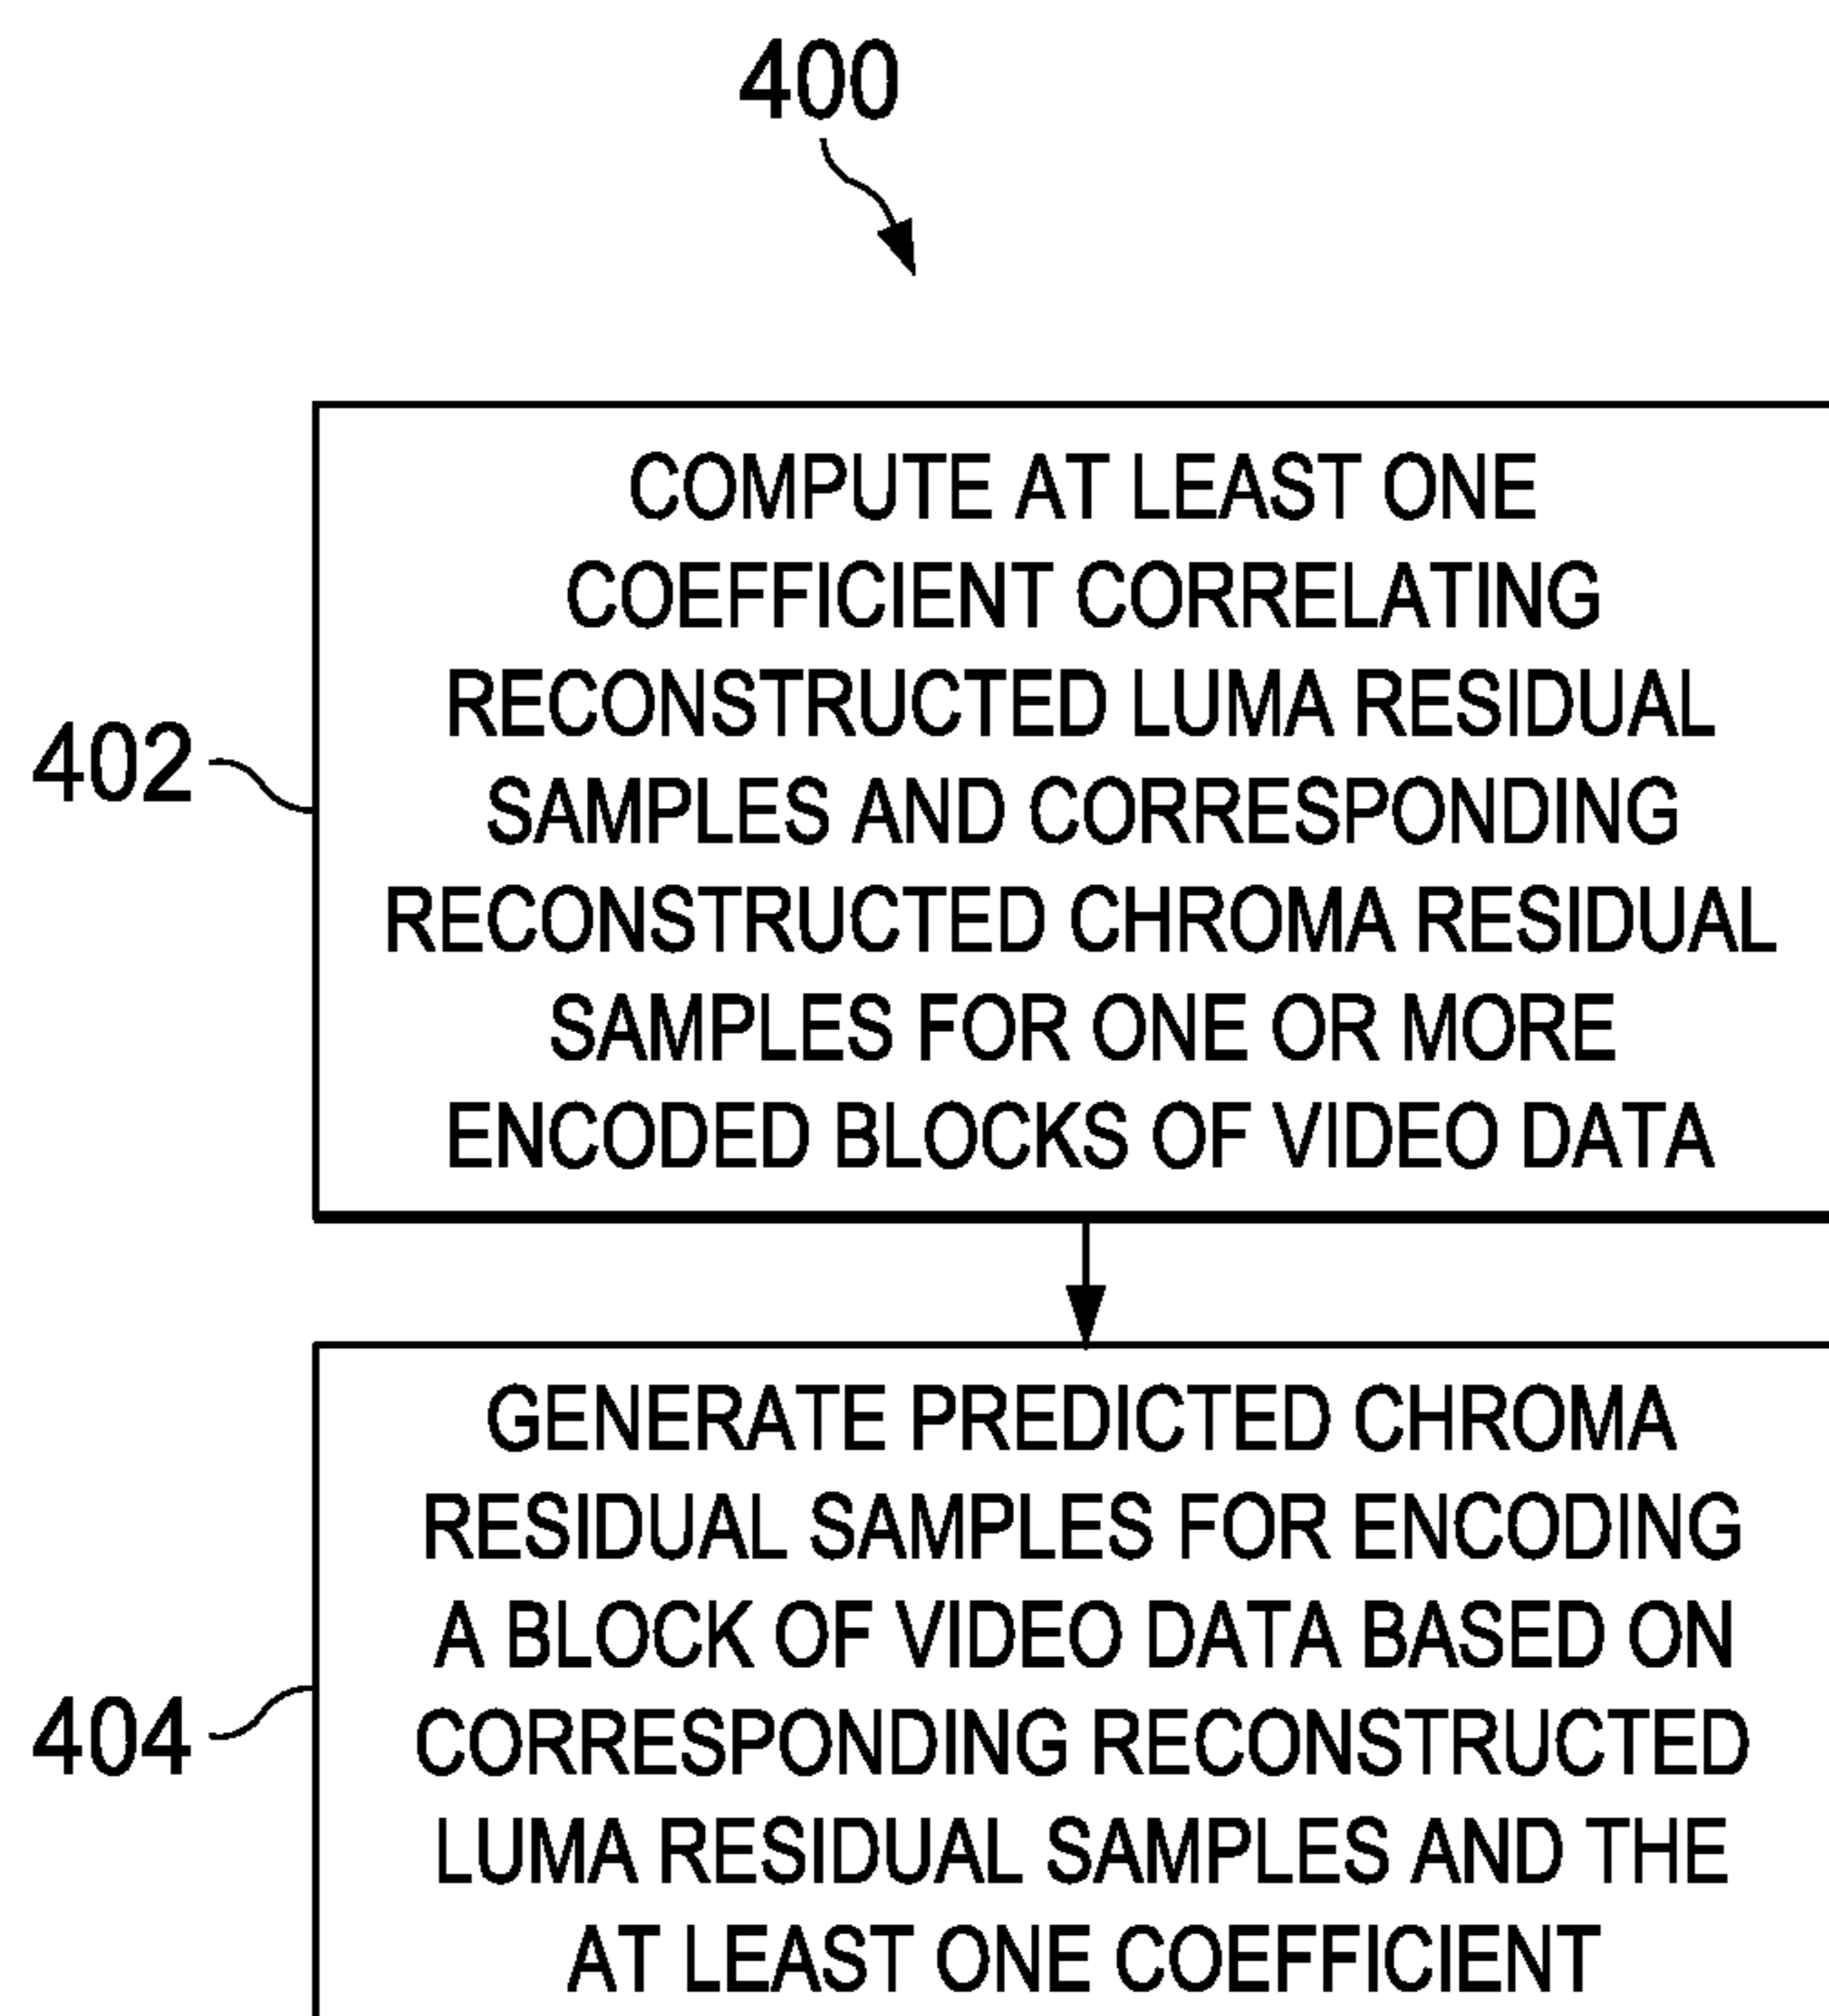 400
402
COMPUTE AT LEAST ONE
COEFFICIENT CORRELATING
RECONSTRUCTED LUMA RESIDUAL
SAMPLES AND CORRESPONDING
RECONSTRUCTED CHROMA RESIDUAL
SAMPLES FOR ONE OR MORE
ENCODED BLOCKS OF VIDEO DATA
404
GENERATE PREDICTED CHROMA
RESIDUAL SAMPLES FOR ENCODING
A BLOCK OF VIDEO DATA BASED ON
CORRESPONDING RECONSTRUCTED
LUMA RESIDUAL SAMPLES AND THE
AT LEAST ONE COEFFICIENT